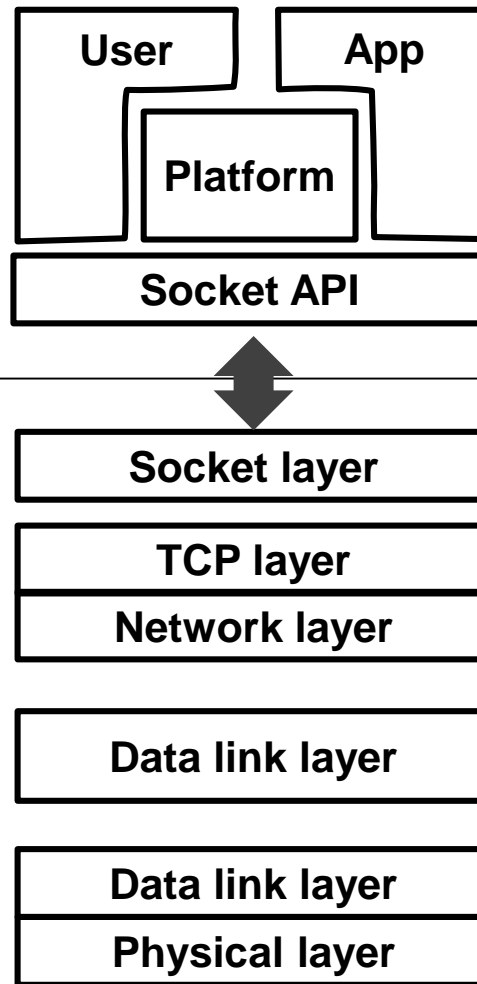 User
App
Platform
Socket API
Socket layer
TCP layer
Network layer
Data link layer
Data link layer
Physical layer